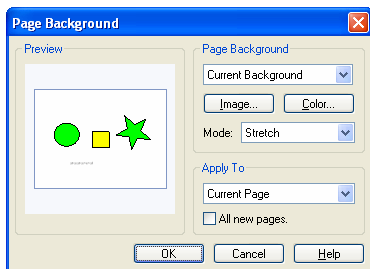 Page Background
Preview
Page Background
Current Background
Image... Color...
Mode: Stretch
Apply To
Current Page
All new pages.
OK Cancel Help